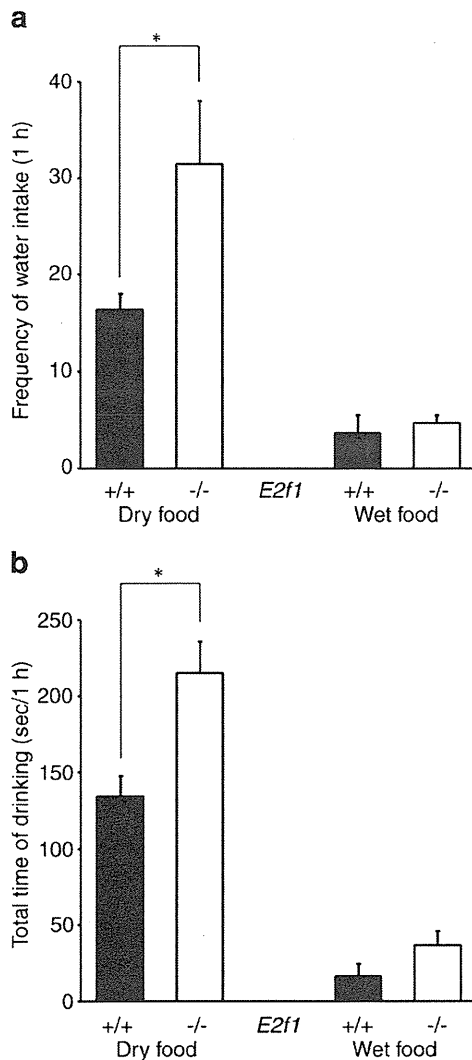 a
*
40
30
20
10
0
Frequency of water intake (1 h)
+/+ -/- E2f1 +/+ -/-
Dry food Wet food
b
*
250
200
150
100
50
0
Total time of drinking (sec/1 h)
+/+ -/- E2f1 +/+ -/-
Dry food Wet food